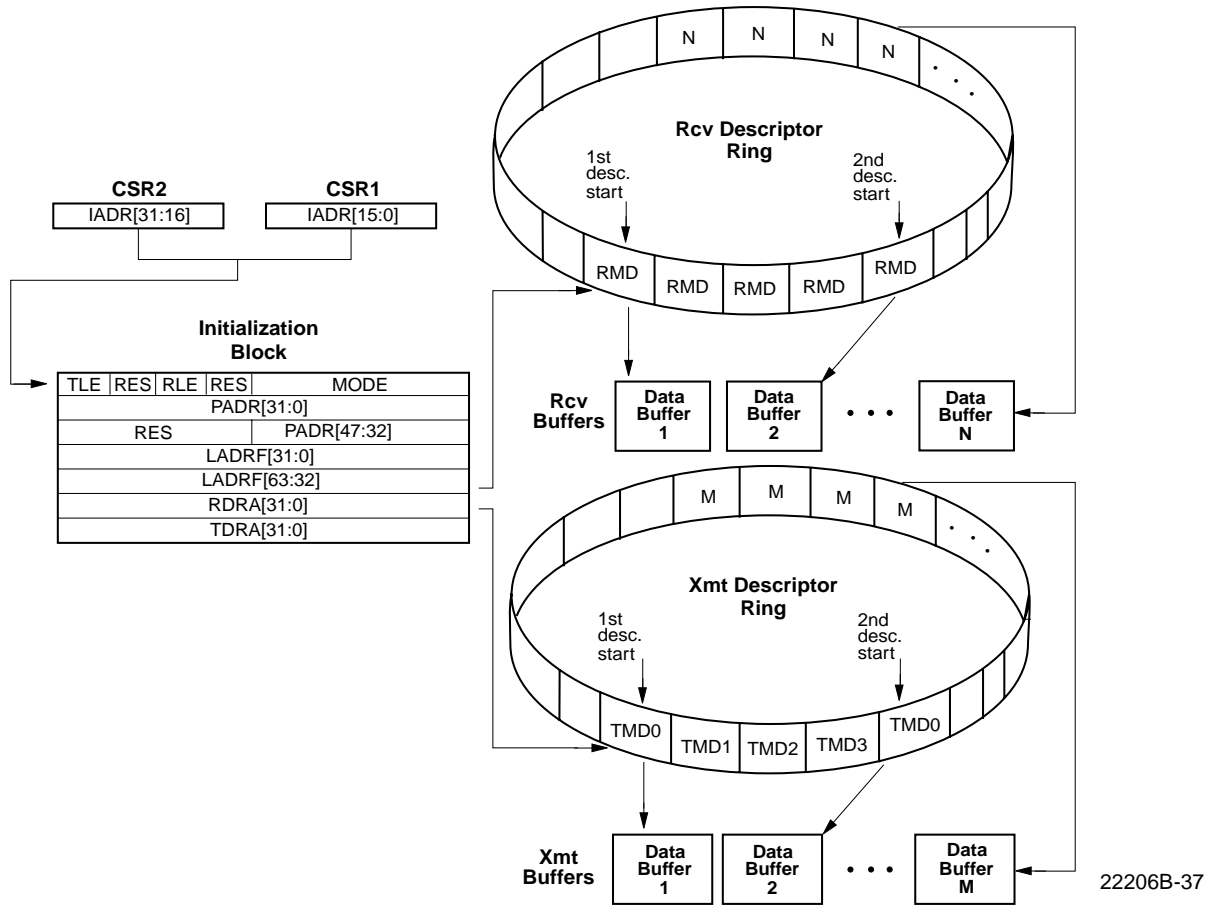 N N N N
Rcv Descriptor
Ring
1st
desc.
start
2nd
desc.
start
RMD RMD RMD RMD RMD
CSR2 CSR1
IADR[31:16] IADR[15:0]
Initialization
Block
TLE RES RLE RES MODE
PADR[31:0]
RES PADR[47:32]
LADRF[31:0]
LADRF[63:32]
RDRA[31:0]
TDRA[31:0]
Rcv
Buffers
Data
Buffer
1
Data
Buffer
2
• • •
Data
Buffer
N
M M M M
Xmt Descriptor
Ring
1st
desc.
start
2nd
desc.
start
TMD0 TMD1 TMD2 TMD3 TMD0
Xmt
Buffers
Data
Buffer
1
Data
Buffer
2
• • •
Data
Buffer
M
22206B-37